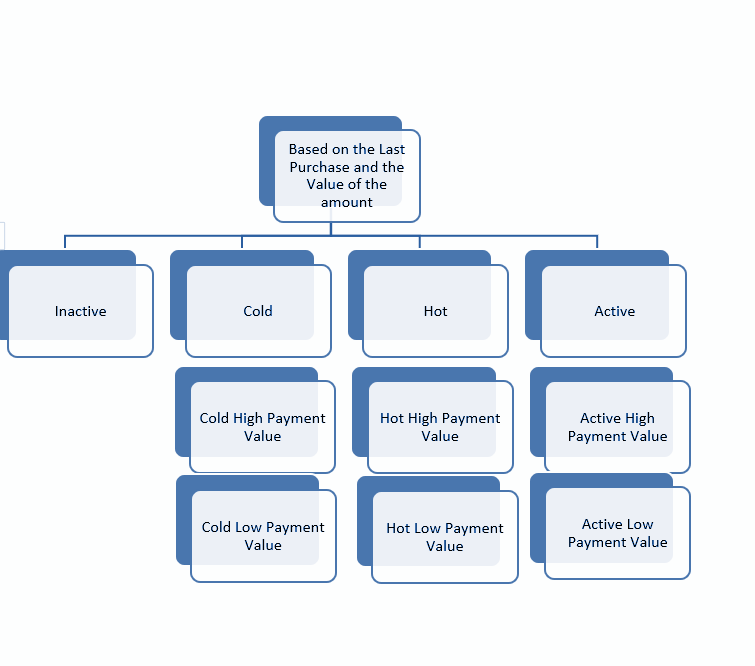 Based on the Last
Purchase and the
Value of the
amount
Inactive
Cold
Hot
Active
Cold High Payment
Value
Hot High Payment
Value
Active High
Payment Value
Cold Low Payment
Value
Hot Low Payment
Value
Active Low
Payment Value